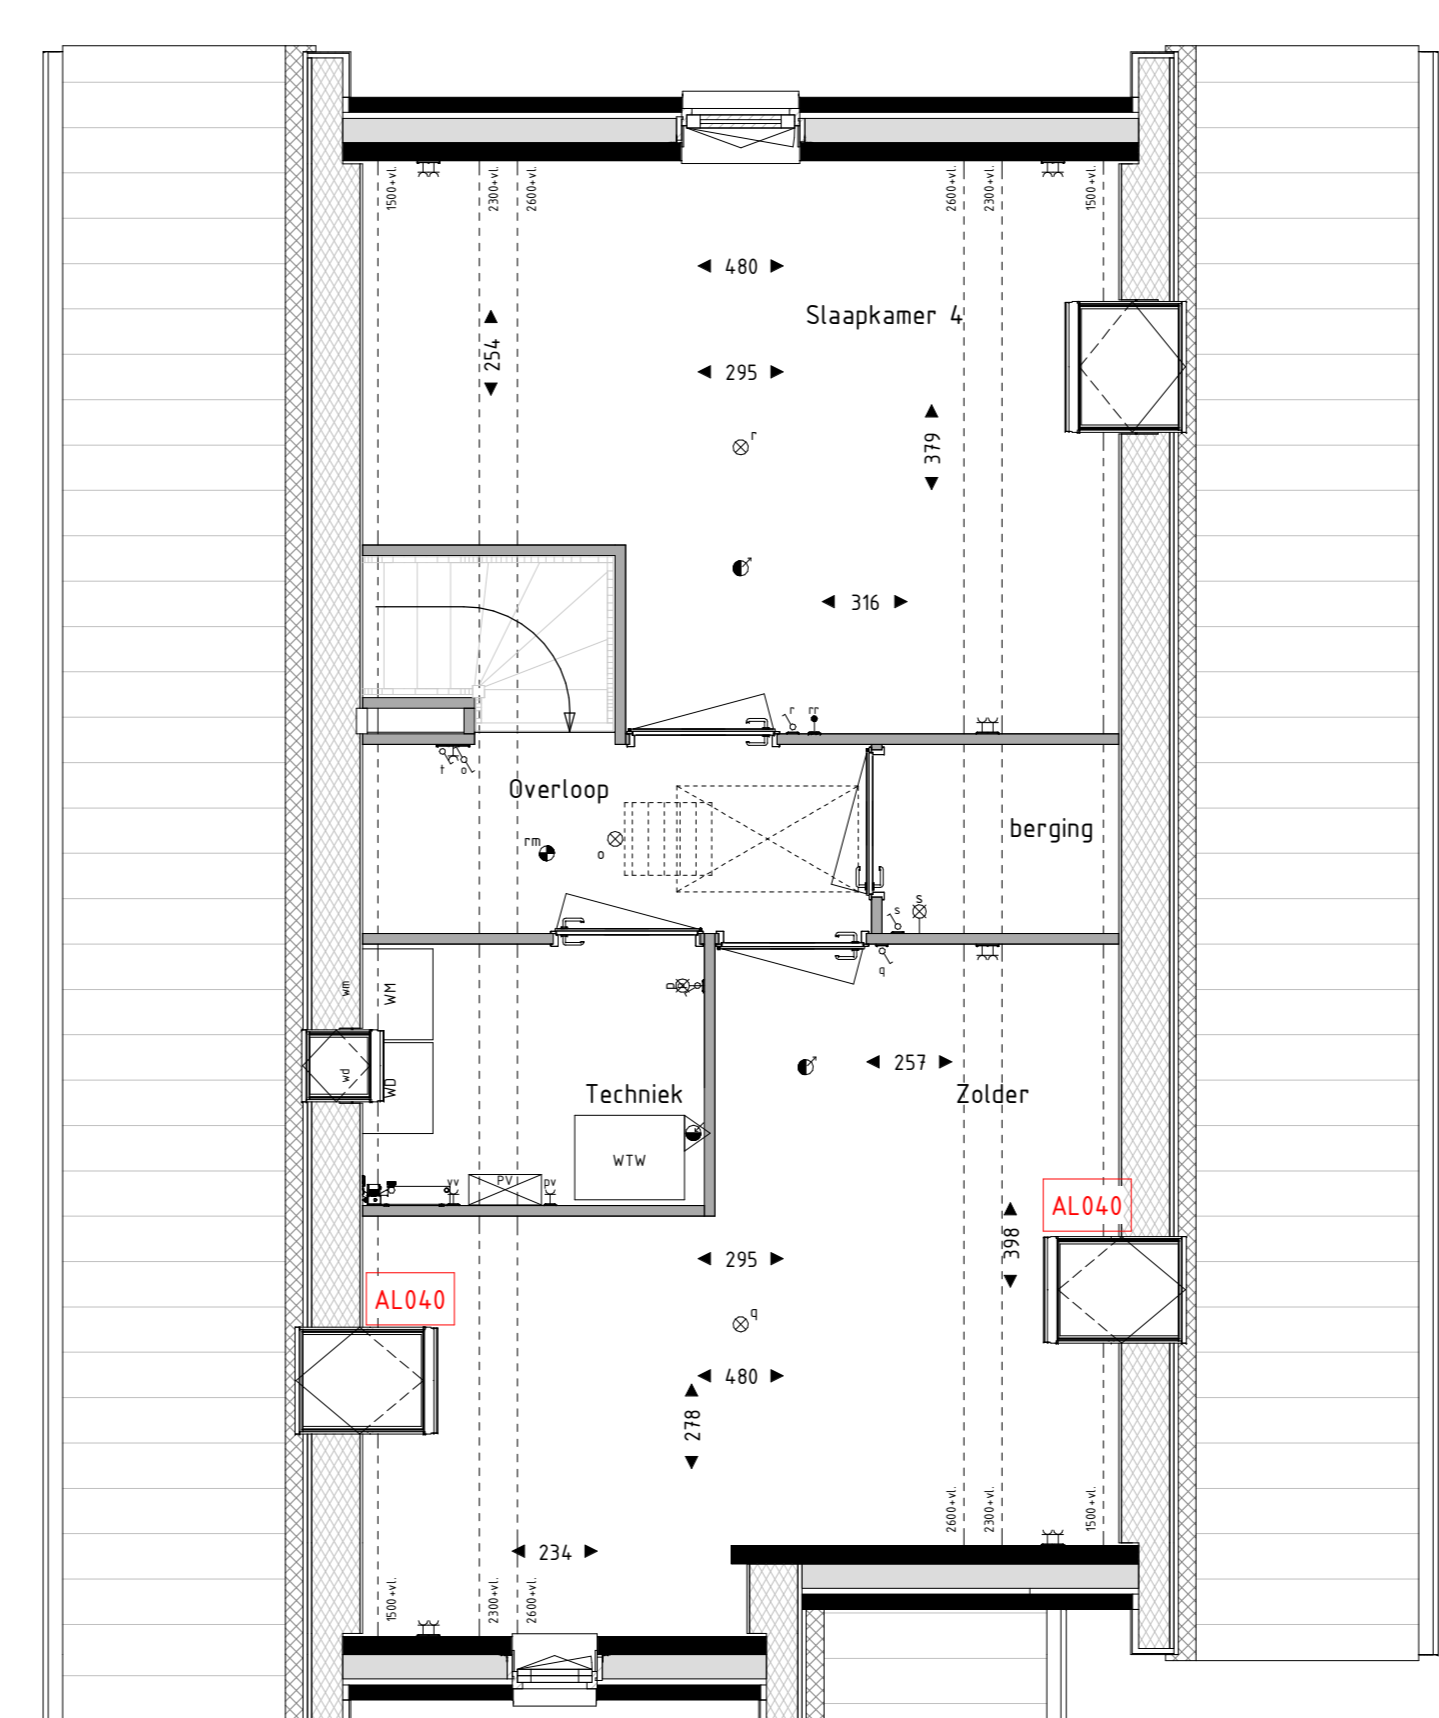 1500+vl.
2300+vl.
2600+vl.
2600+vl.
2300+vl.
1500+vl.
480
Slaapkamer 4
254
295
379
r
316
r
rr
t
o
Overloop
berging
rm
o
s
s
q
wm
WM
p
wd
WD
Techniek
257
Zolder
WTW
vv
PV
pv
AL040
398
295
AL040
q
480
278
2600+vl.
2300+vl.
1500+vl.
234
1500+vl.
2300+vl.
2600+vl.